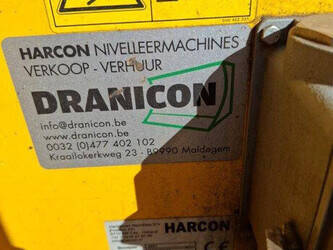 HARCON NIVELLEERMACHINES
VERKOOP - VERHUUR
DRANICON
info@dranicon.be
www.dranicon.be
0032 (0)477 402 102
Kraailokerkweg 23 - B9990 Maldegem
HARCON
CE